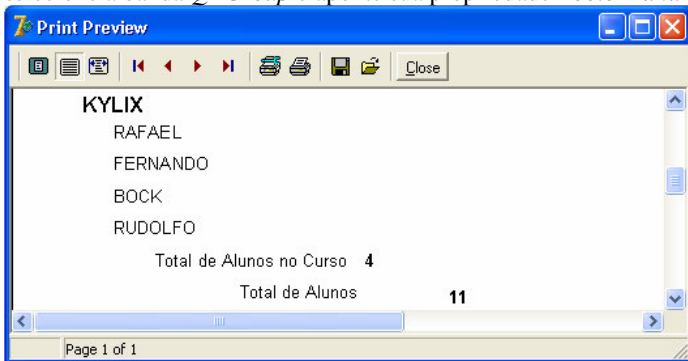 Print Preview
Close
KYLIX
RAFAEL
FERNANDO
BOCK
RUDOLFO
Total de Alunos no Curso 4
Total de Alunos 11
Page 1 of 1